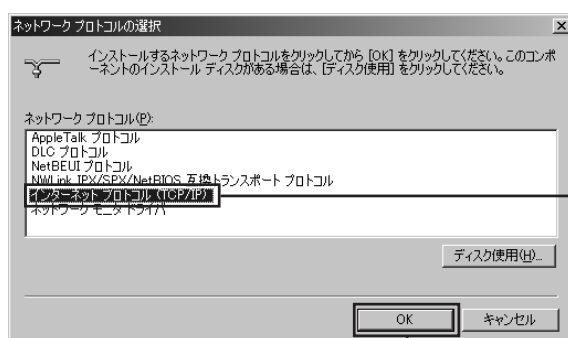 ネットワーク プロトコルの選択
インストールするネットワーク プロトコルをクリックしてから [OK] をクリックしてください。このコンポ
ーネントのインストール ディスクがある場合は、[ディスク使用] をクリックしてください。
ネットワーク プロトコル(P):
AppleTalk プロトコル
DLC プロトコル
NetBEUI プロトコル
NWLink IPX/SPX/NetBIOS 互換トランスポート プロトコル
インターネット プロトコル (TCP/IP)
ネットワーク モニタ ドライバ
ディスク使用(H)...
OK
キャンセル